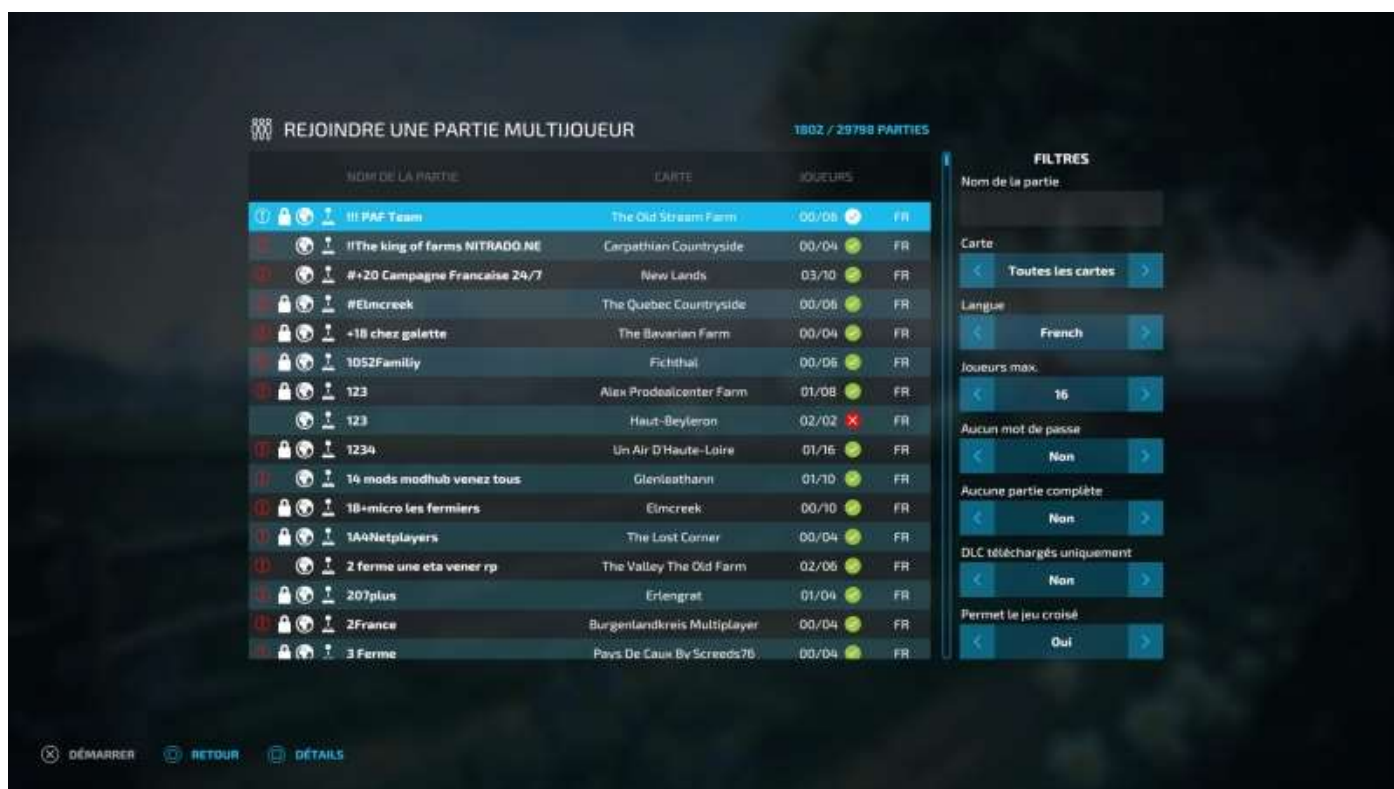 REJOINDRE UNE PARTIE MULTIJOUEUR
1802 / 29798 PARTIES
NOM DE LA PARTIE CARTE JOUEURS
!!! PAF Team The Old Stream Farm 00/06 FR
!!The king of farms NITRADO.NE Carpathian Countryside 00/04 FR
#+20 Campagne Francaise 24/7 New Lands 03/10 FR
#Elmcreek The Quebec Countryside 00/06 FR
+18 chez galette The Bavarian Farm 00/04 FR
1052Familiy Fichthal 00/06 FR
123 Alex Prodealcenter Farm 01/08 FR
123 Haut-Beyleron 02/02 FR
1234 Un Air D'Haute-Loire 01/16 FR
14 mods modhub venez tous Glenleathann 01/10 FR
18+micro les fermiers Elmcreek 00/10 FR
1A4Netplayers The Lost Corner 00/04 FR
2 ferme une eta vener rp The Valley The Old Farm 02/06 FR
207plus Erlengrat 01/04 FR
2France Burgenlandkreis Multiplayer 00/04 FR
3 Ferme Pays De Caux By Screeds76 00/04 FR
FILTRES
Nom de la partie
Carte
Toutes les cartes
Langue
French
Joueurs max.
16
Aucun mot de passe
Non
Aucune partie complète
Non
DLC téléchargés uniquement
Non
Permet le jeu croisé
Oui
DÉMARRER RETOUR DÉTAILS